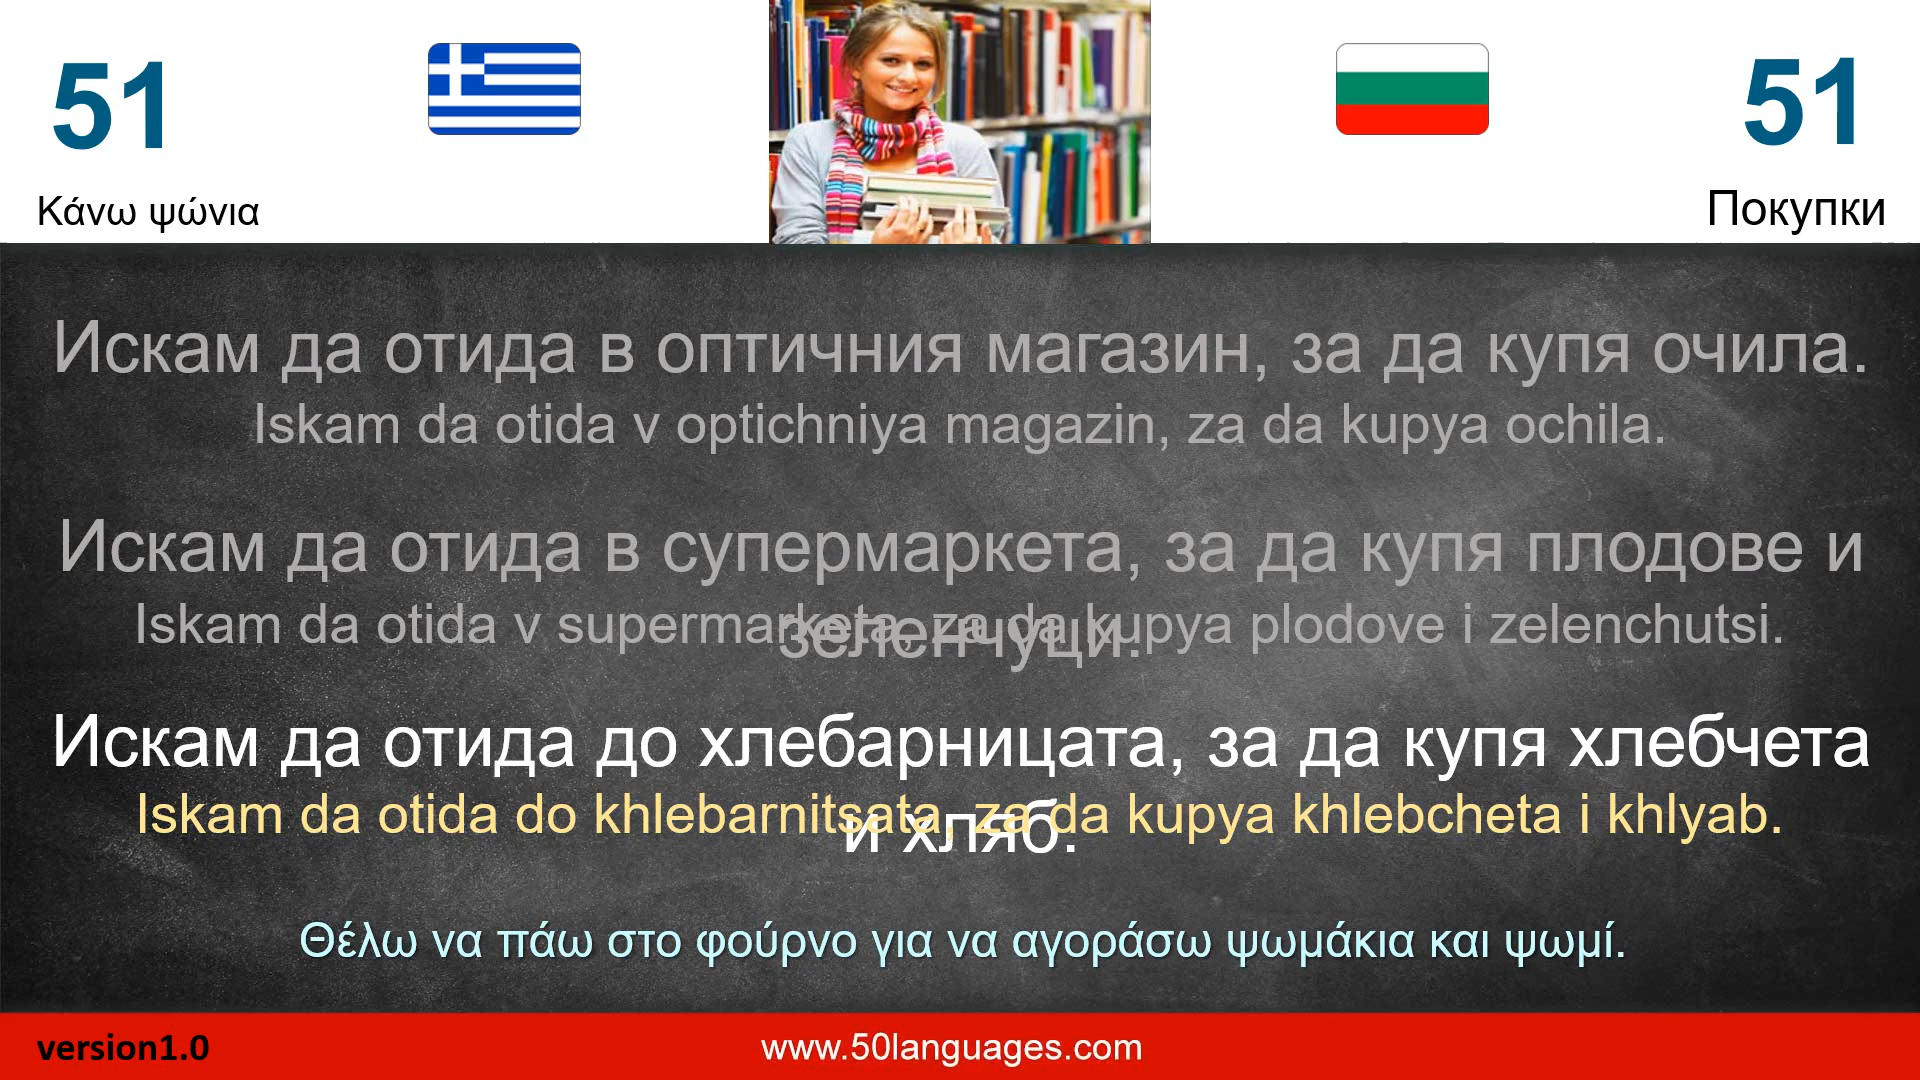 51
51
Κάνω ψώνια
Покупки
Искам да отида в оптичния магазин, за да купя очила.
Iskam da otida v optichniya magazin, za da kupya ochila.
Искам да отида в супермаркета, за да купя плодове и
зеленчуци.
Iskam da otida v supermarketa, za da kupya plodove i zelenchutsi.
Искам да отида до хлебарницата, за да купя хлебчета
и хляб.
Iskam da otida do khlebarnitsata, za da kupya khlebcheta i khlyab.
Θέλω να πάω στο φούρνο για να αγοράσω ψωμάκια και ψωμί.
version1.0
www.50languages.com